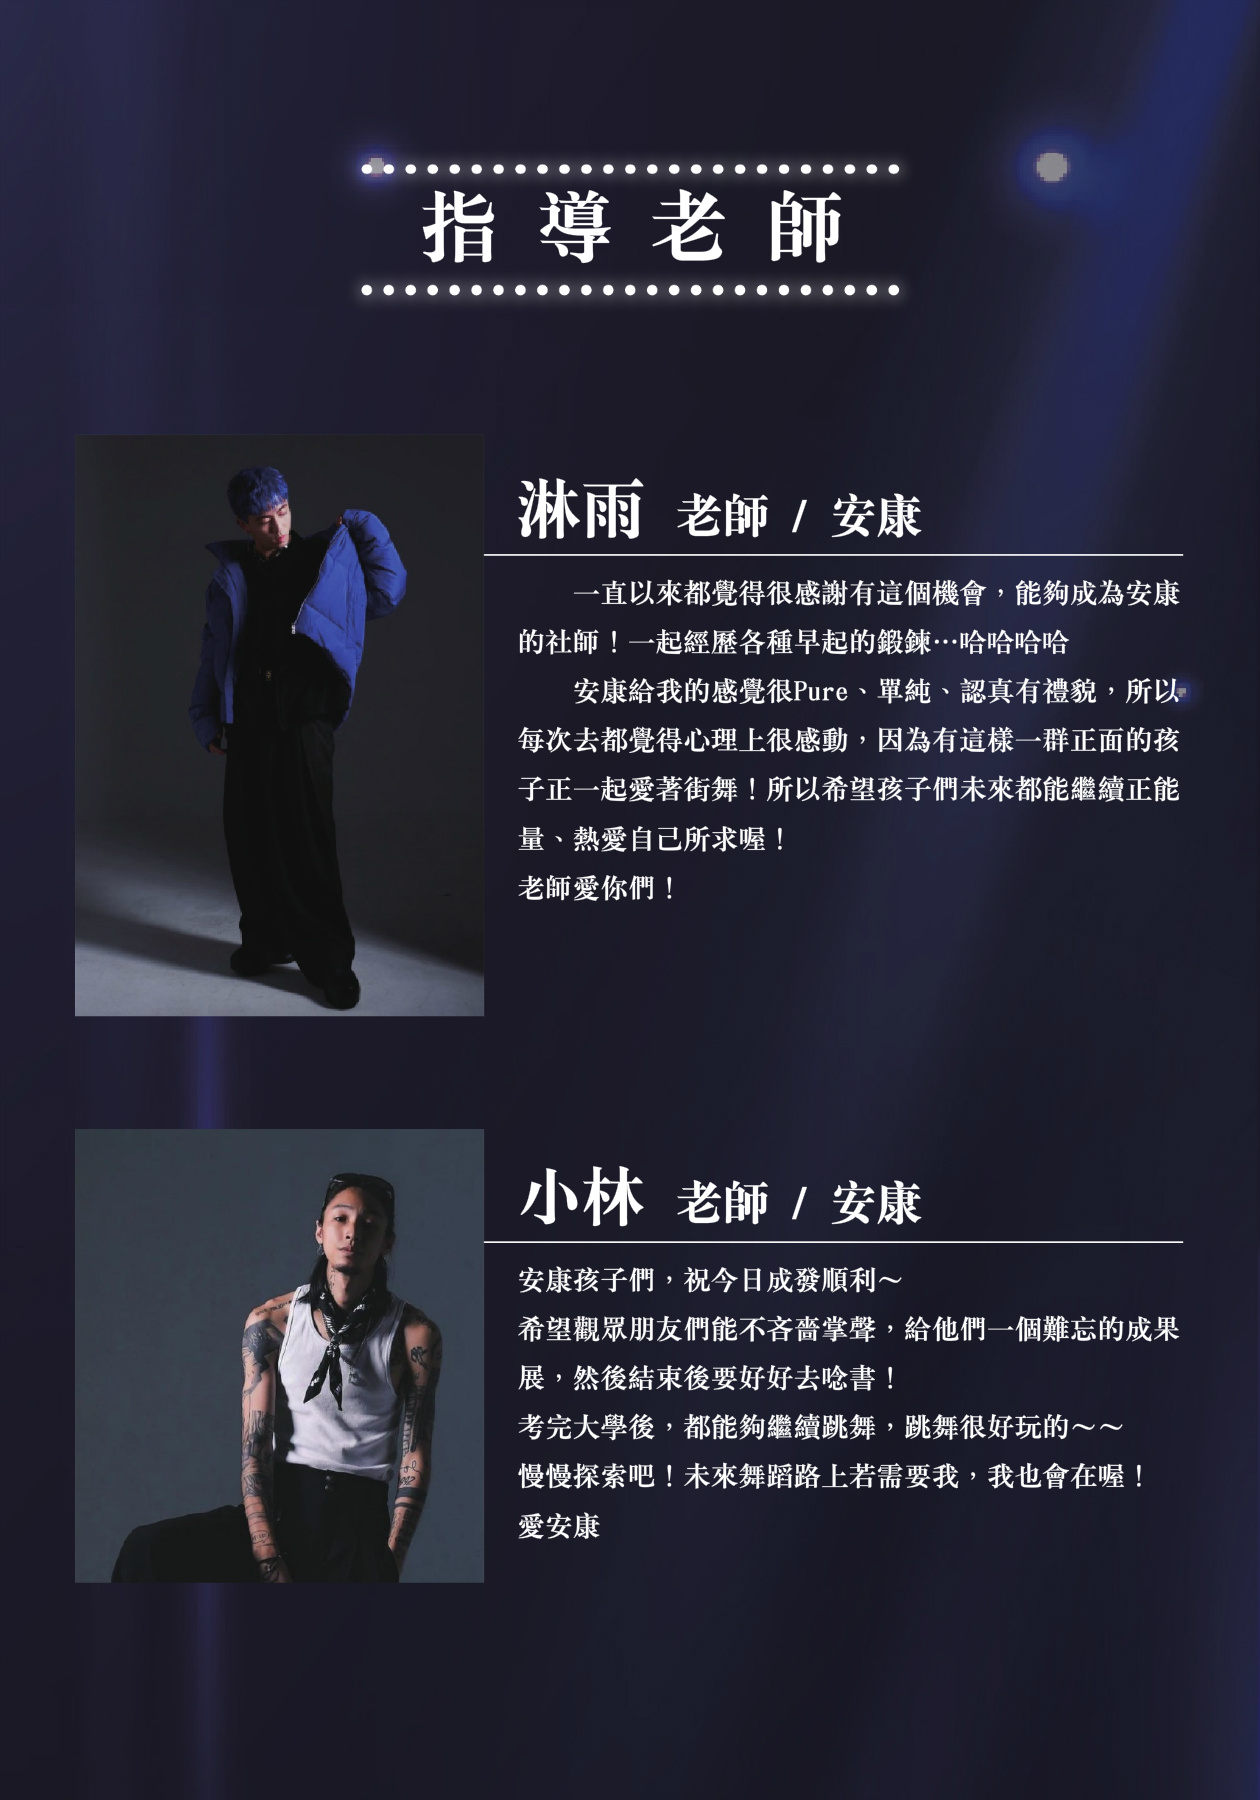 指導老師
淋雨 老師 / 安康
一直以來都覺得很感謝有這個機會，能夠成為安康
的社師！一起經歷各種早起的鍛鍊…哈哈哈哈
安康給我的感覺很Pure、單純、認真有禮貌，所以
每次去都覺得心理上很感動，因為有這樣一群正面的孩
子正一起愛著街舞！所以希望孩子們未來都能繼續正能
量、熱愛自己所求喔！
老師愛你們！
小林 老師 / 安康
安康孩子們，祝今日成發順利～
希望觀眾朋友們能不吝嗇掌聲，給他們一個難忘的成果
展，然後結束後要好好去唸書！
考完大學後，都能夠繼續跳舞，跳舞很好玩的～～
慢慢探索吧！未來舞蹈路上若需要我，我也會在喔！
愛安康